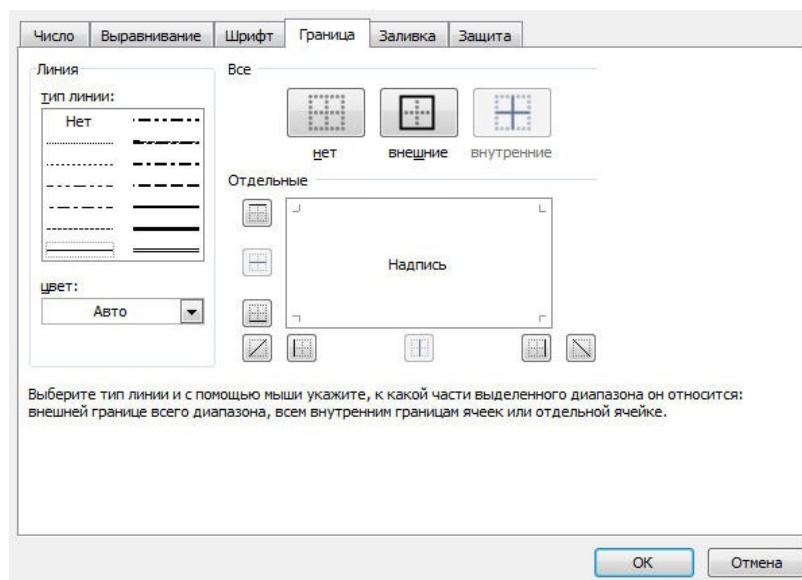 Число Выравнивание Шрифт Граница Заливка Защита
Линия
тип линии:
Нет
цвет:
Авто
Все
нет внешние внутренние
Отдельные
Надпись
Выберите тип линии и с помощью мыши укажите, к какой части выделенного диапазона он относится:
внешней границе всего диапазона, всем внутренним границам ячеек или отдельной ячейке.
ОК Отмена